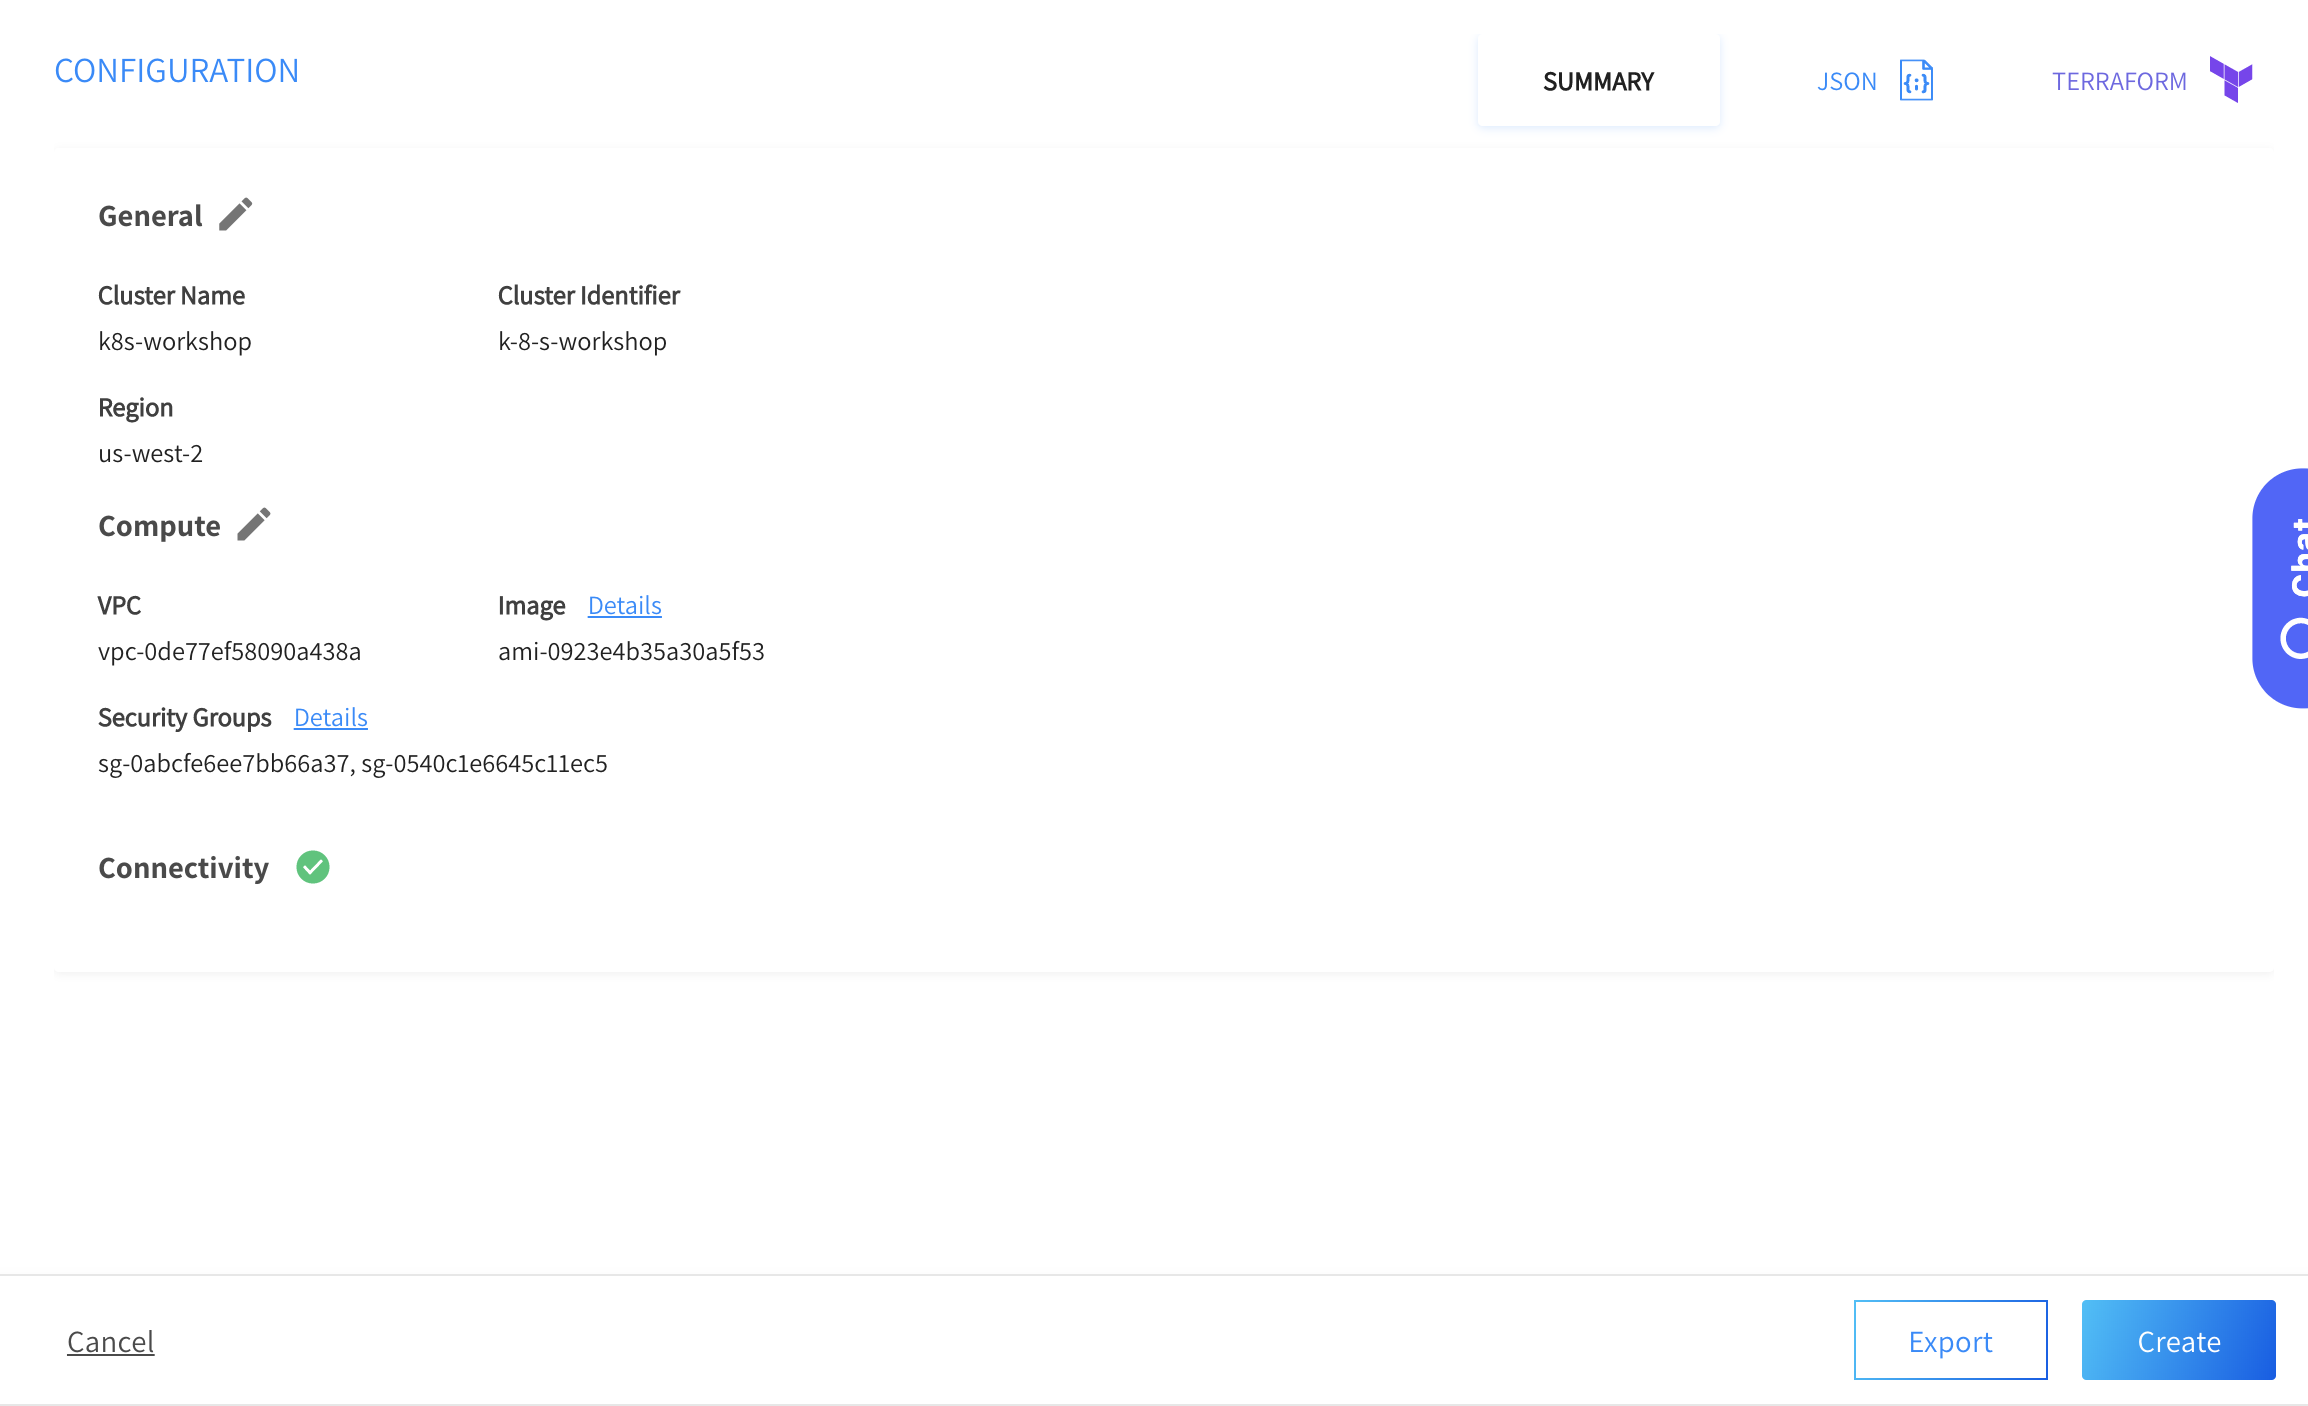 CONFIGURATION
SUMMARY
JSON
TERRAFORM
General
Cluster Name
Cluster Identifier
k8s-workshop
k-8-s-workshop
Region
us-west-2
Compute
VPC
Image Details
vpc-0de77ef58090a438a
ami-0923e4b35a30a5f53
Security Groups Details
sg-0abcfe6ee7bb66a37, sg-0540c1e6645c11ec5
Connectivity
Chat
Cancel
Export
Create